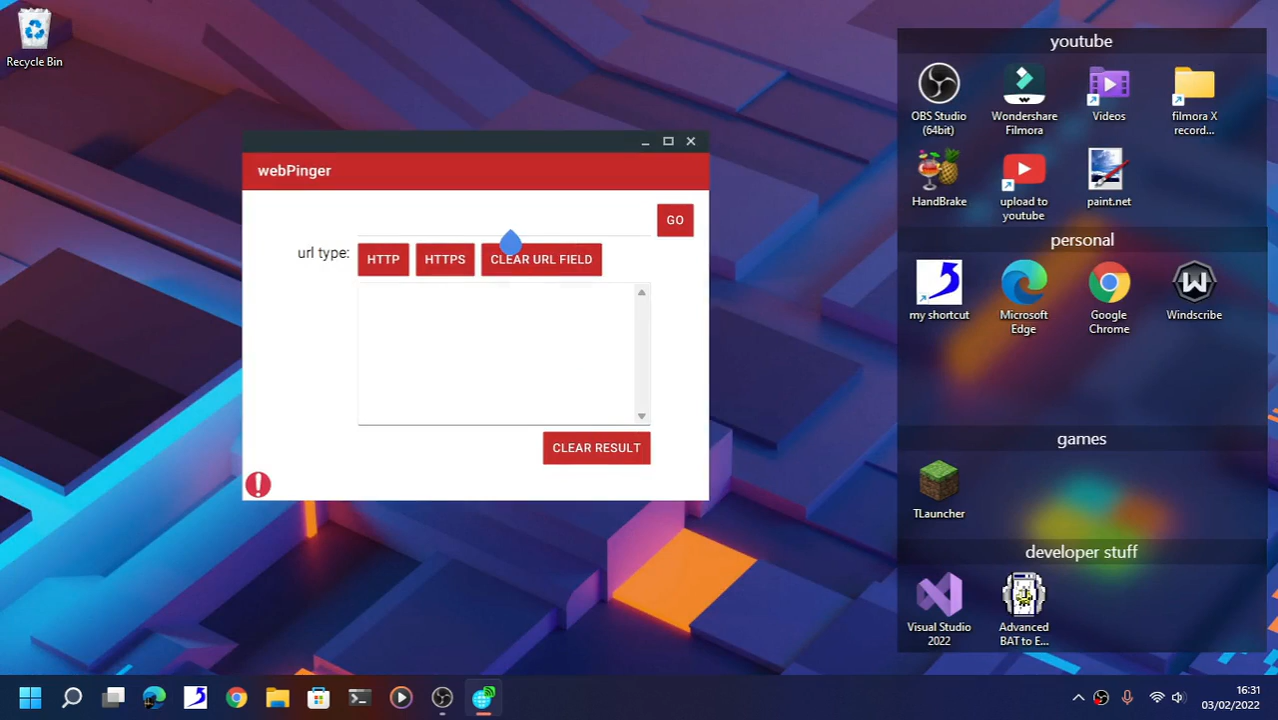 Recycle Bin
webPinger
GO
url type:
HTTP
HTTPS
CLEAR URL FIELD
CLEAR RESULT
youtube
OBS Studio
(64bit)
Wondershare
Filmora
Videos
filmora X
record...
HandBrake
upload to
youtube
paint.net
personal
my shortcut
Microsoft
Edge
Google
Chrome
Windscribe
games
TLauncher
developer stuff
Visual Studio
2022
Advanced
BAT to E...
16:31
03/02/2022